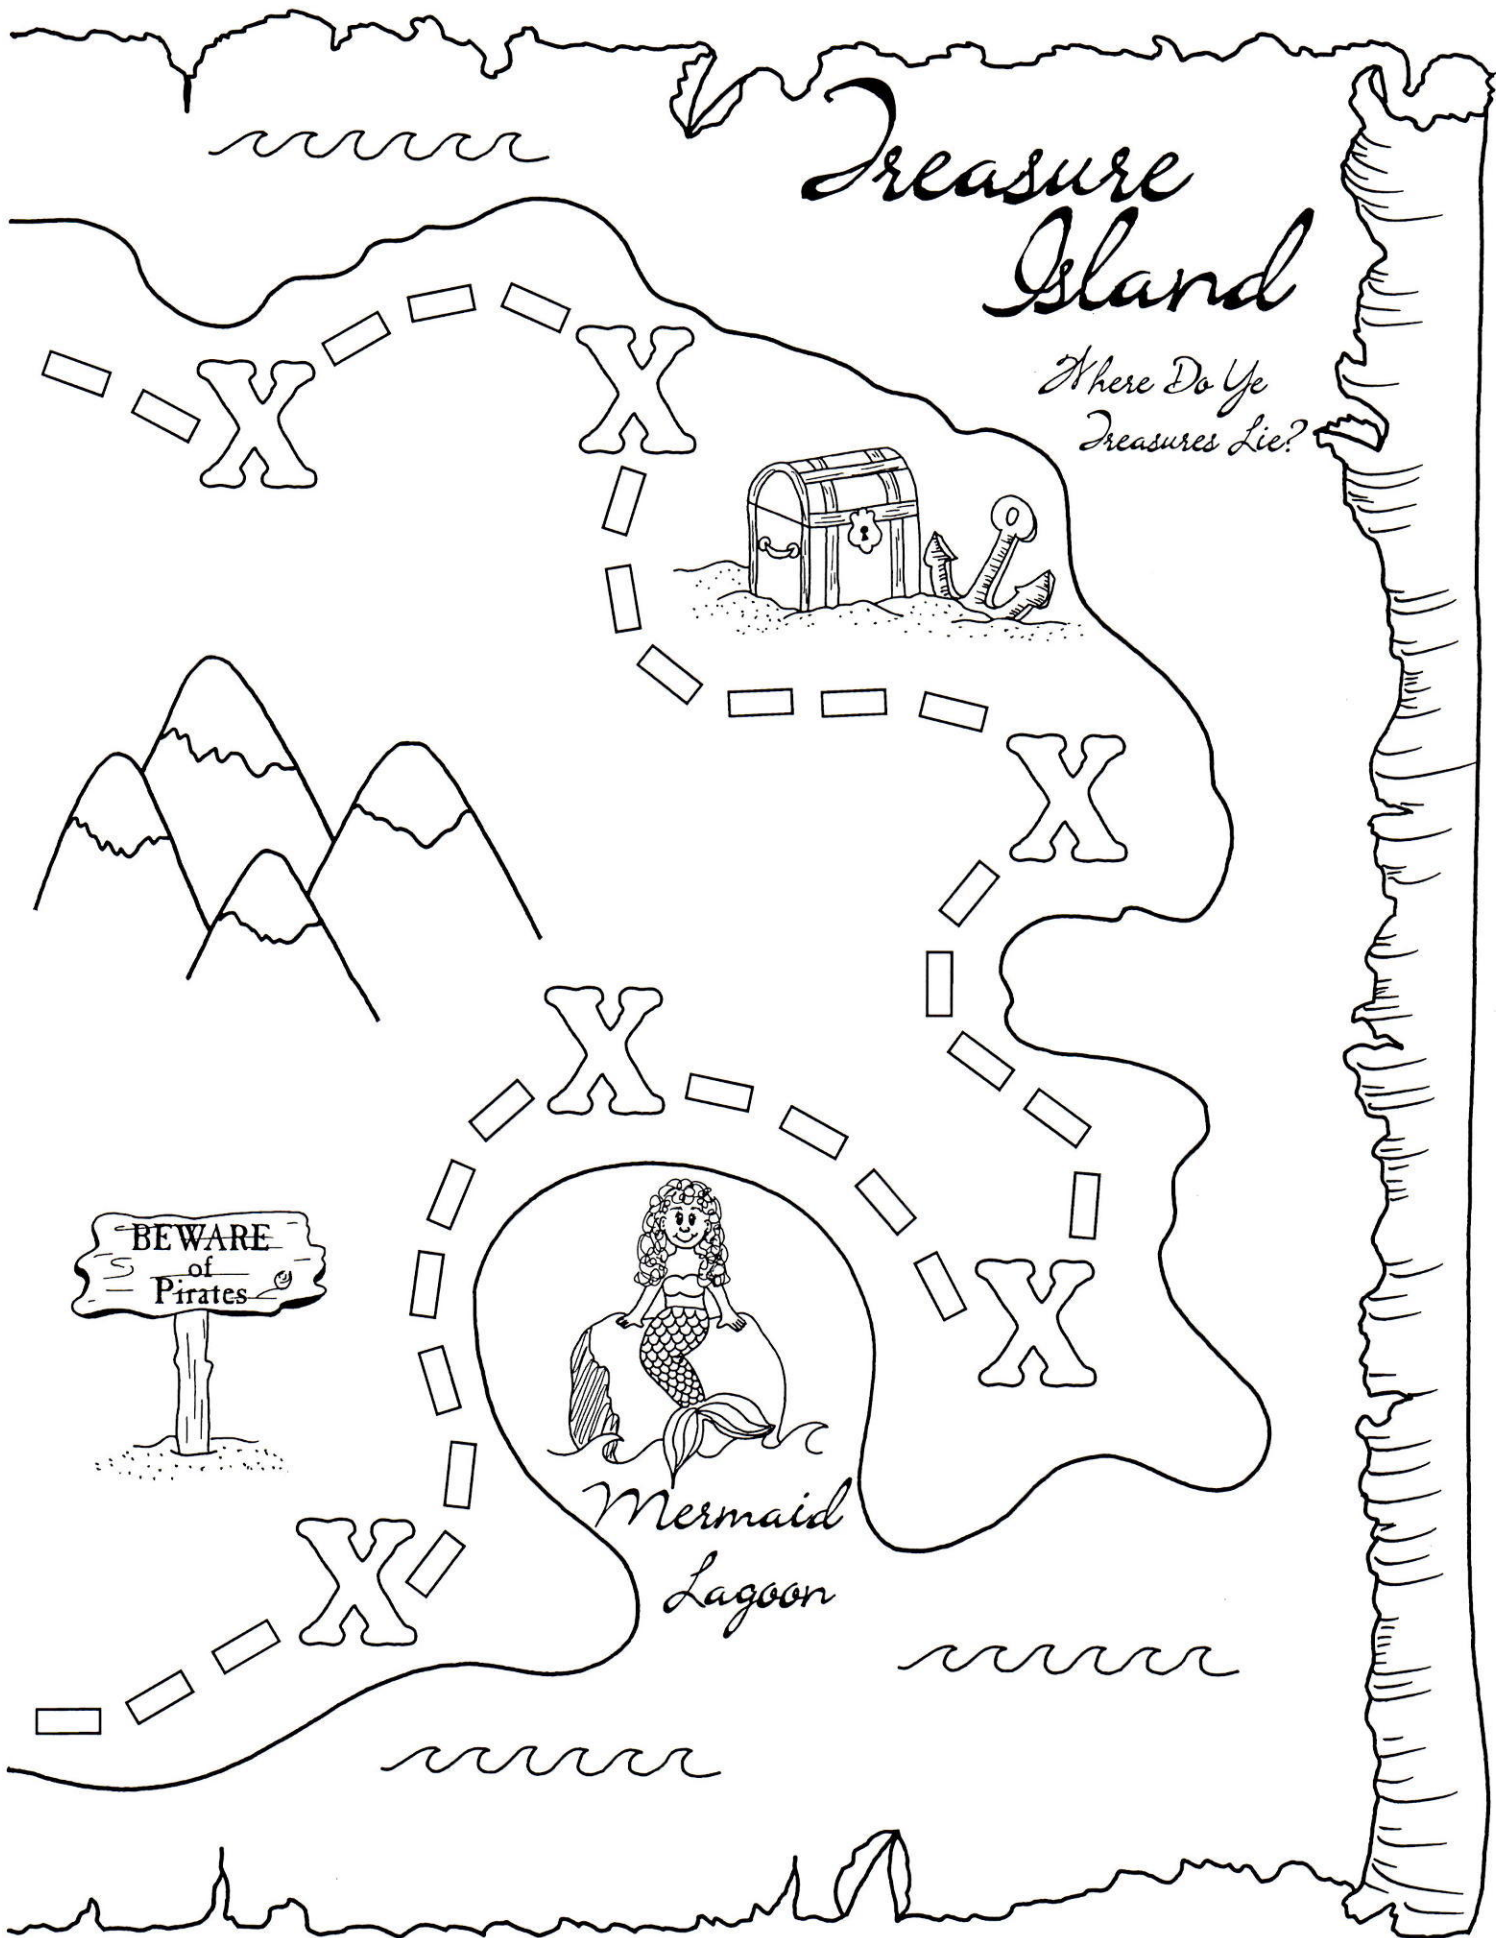 Treasure
Island
Where Do Ye
Treasures Lie?
X
X
X
X
X
X
BEWARE
of
Pirates
Mermaid
Lagoon